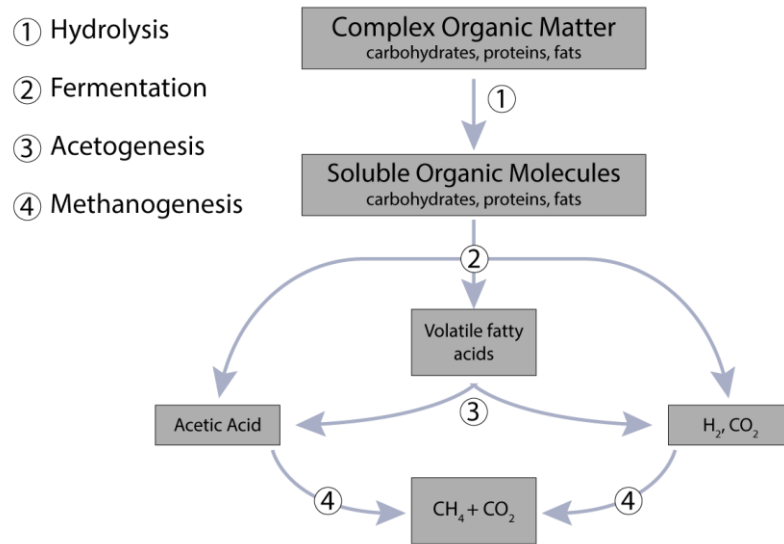 ① Hydrolysis
② Fermentation
③ Acetogenesis
④ Methanogenesis
Complex Organic Matter
carbohydrates, proteins, fats
①
Soluble Organic Molecules
carbohydrates, proteins, fats
②
Volatile fatty
acids
③
Acetic Acid
H₂, CO₂
④
CH₄ + CO₂
④